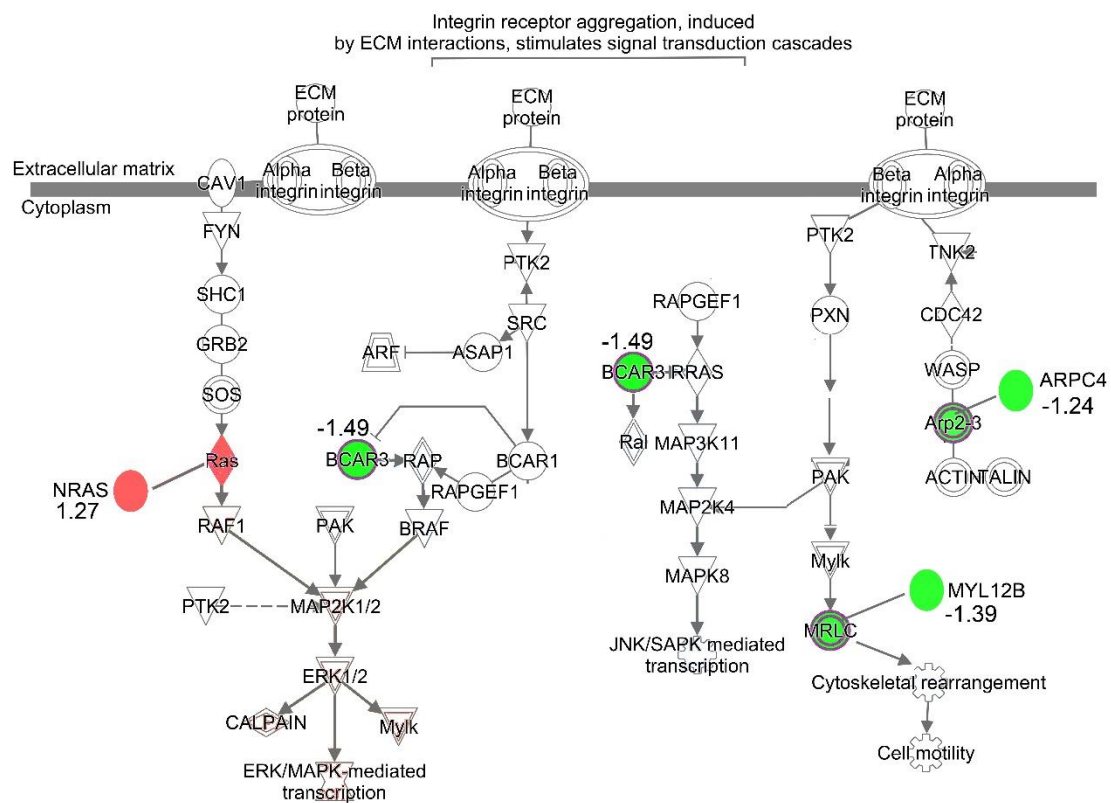 Integrin receptor aggregation, induced
by ECM interactions, stimulates signal transduction cascades
ECM
protein
ECM
protein
ECM
protein
Extracellular matrix
Cytoplasm
CAV1
Alpha
integrin
Beta
integrin
Alpha
integrin
Beta
integrin
Beta
integrin
Alpha
integrin
FYN
SHC1
GRB2
SOS
Ras
NRAS
1.27
RAF1
PTK2
SRC
ASAP1
ARF
-1.49
BCAR3
RAP
BCAR1
RAPGEF1
PAK
BRAF
PTK2
MAP2K1/2
ERK1/2
CALPAIN
Mylk
ERK/MAPK-mediated
transcription
RAPGEF1
-1.49
BCAR3
RRAS
Ral
MAP3K11
MAP2K4
MAPK8
JNK/SAPK mediated
transcription
PTK2
PXN
PAK
Mylk
MRLC
MYL12B
-1.39
Cytoskeletal rearrangement
Cell motility
TNK2
CDC42
WASP
ARPC4
-1.24
Arp2-3
ACTIN
TALIN